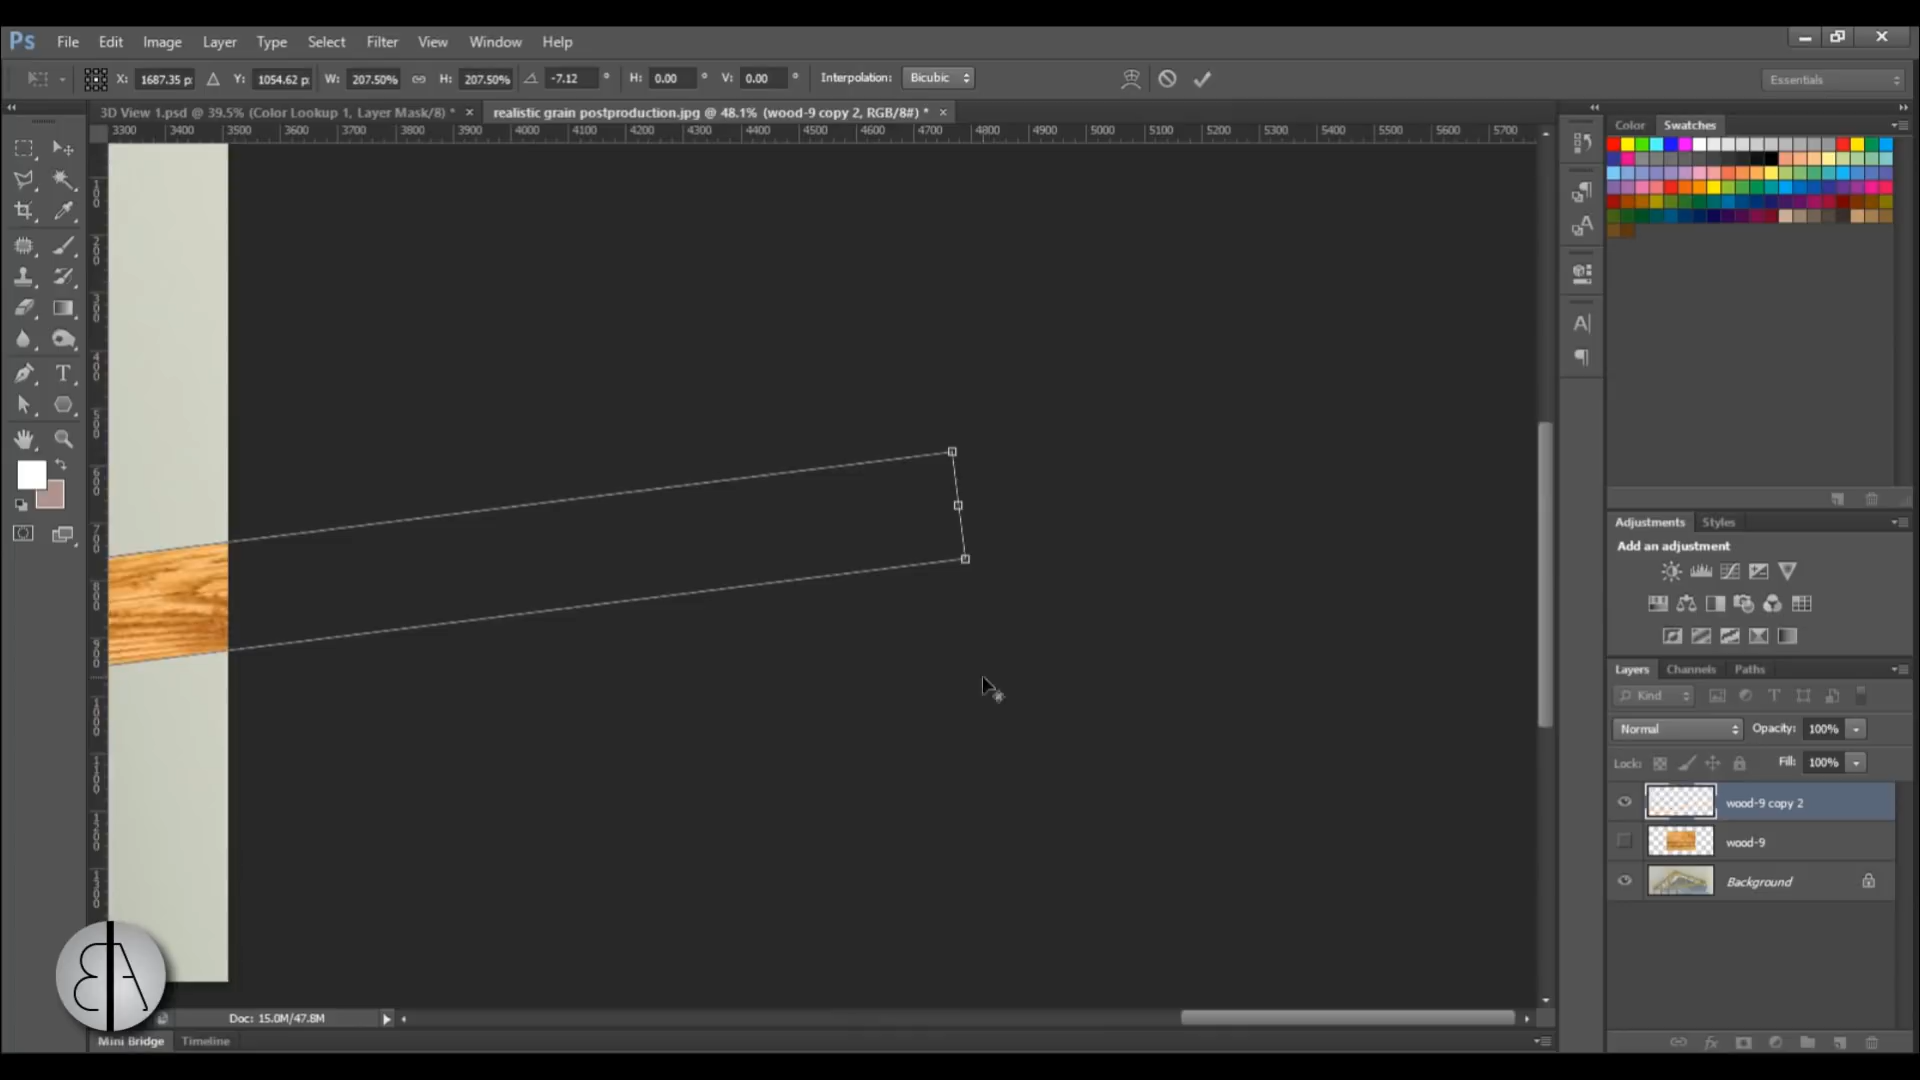 Ps File Edit Image Layer Type Select Filter View Window Help
X: 1687.35 p: Y: 1054.62 p: W: 207.50% H: 207.50% -7.12 ° H: 0.00 ° V: 0.00 ° Interpolation: Bicubic Essentials
3D View 1.psd @ 39.5% (Color Lookup 1, Layer Mask/8) * × realistic grain postproduction.jpg @ 48.1% (wood-9 copy 2, RGB/8#) * ×
3300 3400 3500 3600 3700 3800 3900 4000 4100 4200 4300 4400 4500 4600 4700 4800 4900 5000 5100 5200 5300 5400 5500 5600 5700
Color Swatches
Adjustments Styles
Add an adjustment
Layers Channels Paths
Kind
Normal Opacity: 100%
Lock: Fill: 100%
wood-9 copy 2
wood-9
Background
Doc: 15.0M/47.8M
Mini Bridge Timeline